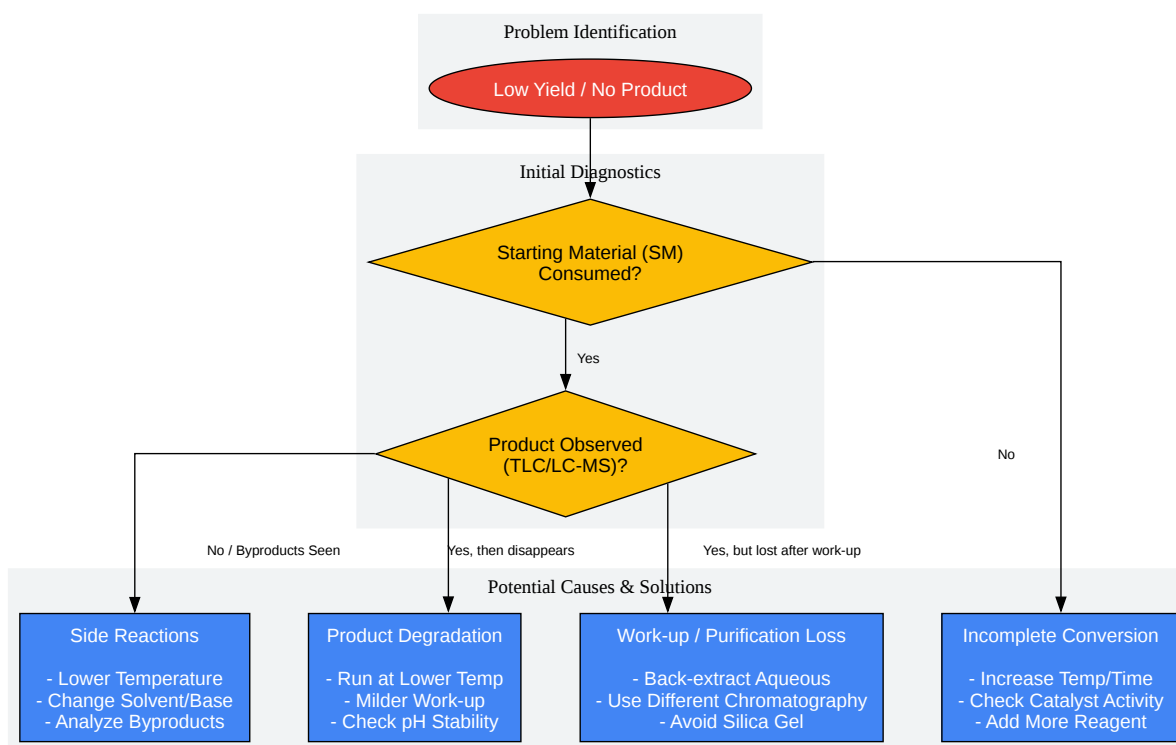 Problem Identification
Low Yield / No Product
Initial Diagnostics
Starting Material (SM)
Consumed?
Yes
Product Observed
(TLC/LC-MS)?
No
No / Byproducts Seen
Yes, then disappears
Yes, but lost after work-up
Potential Causes & Solutions
Side Reactions
- Lower Temperature
- Change Solvent/Base
- Analyze Byproducts
Product Degradation
- Run at Lower Temp
- Milder Work-up
- Check pH Stability
Work-up / Purification Loss
- Back-extract Aqueous
- Use Different Chromatography
- Avoid Silica Gel
Incomplete Conversion
- Increase Temp/Time
- Check Catalyst Activity
- Add More Reagent